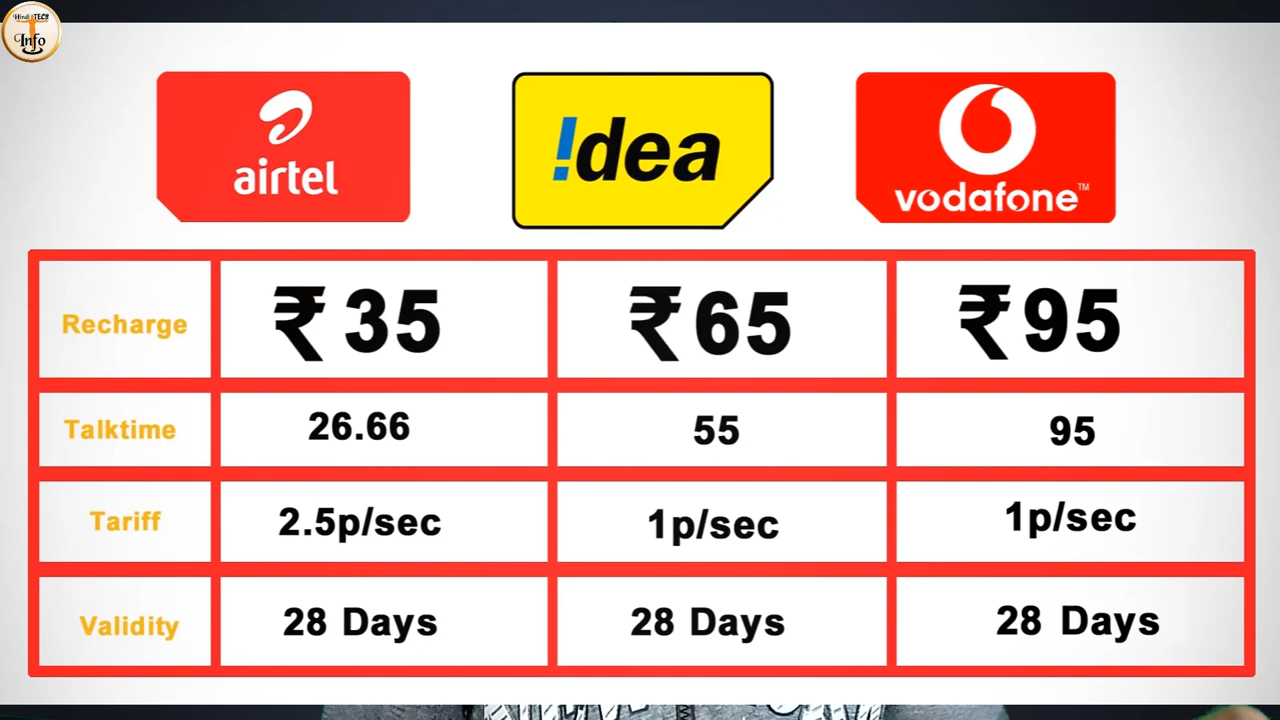 Hindi TECH
Info
airtel
!dea
vodafone™
Recharge ₹35 ₹65 ₹95
Talktime 26.66 55 95
Tariff 2.5p/sec 1p/sec 1p/sec
Validity 28 Days 28 Days 28 Days